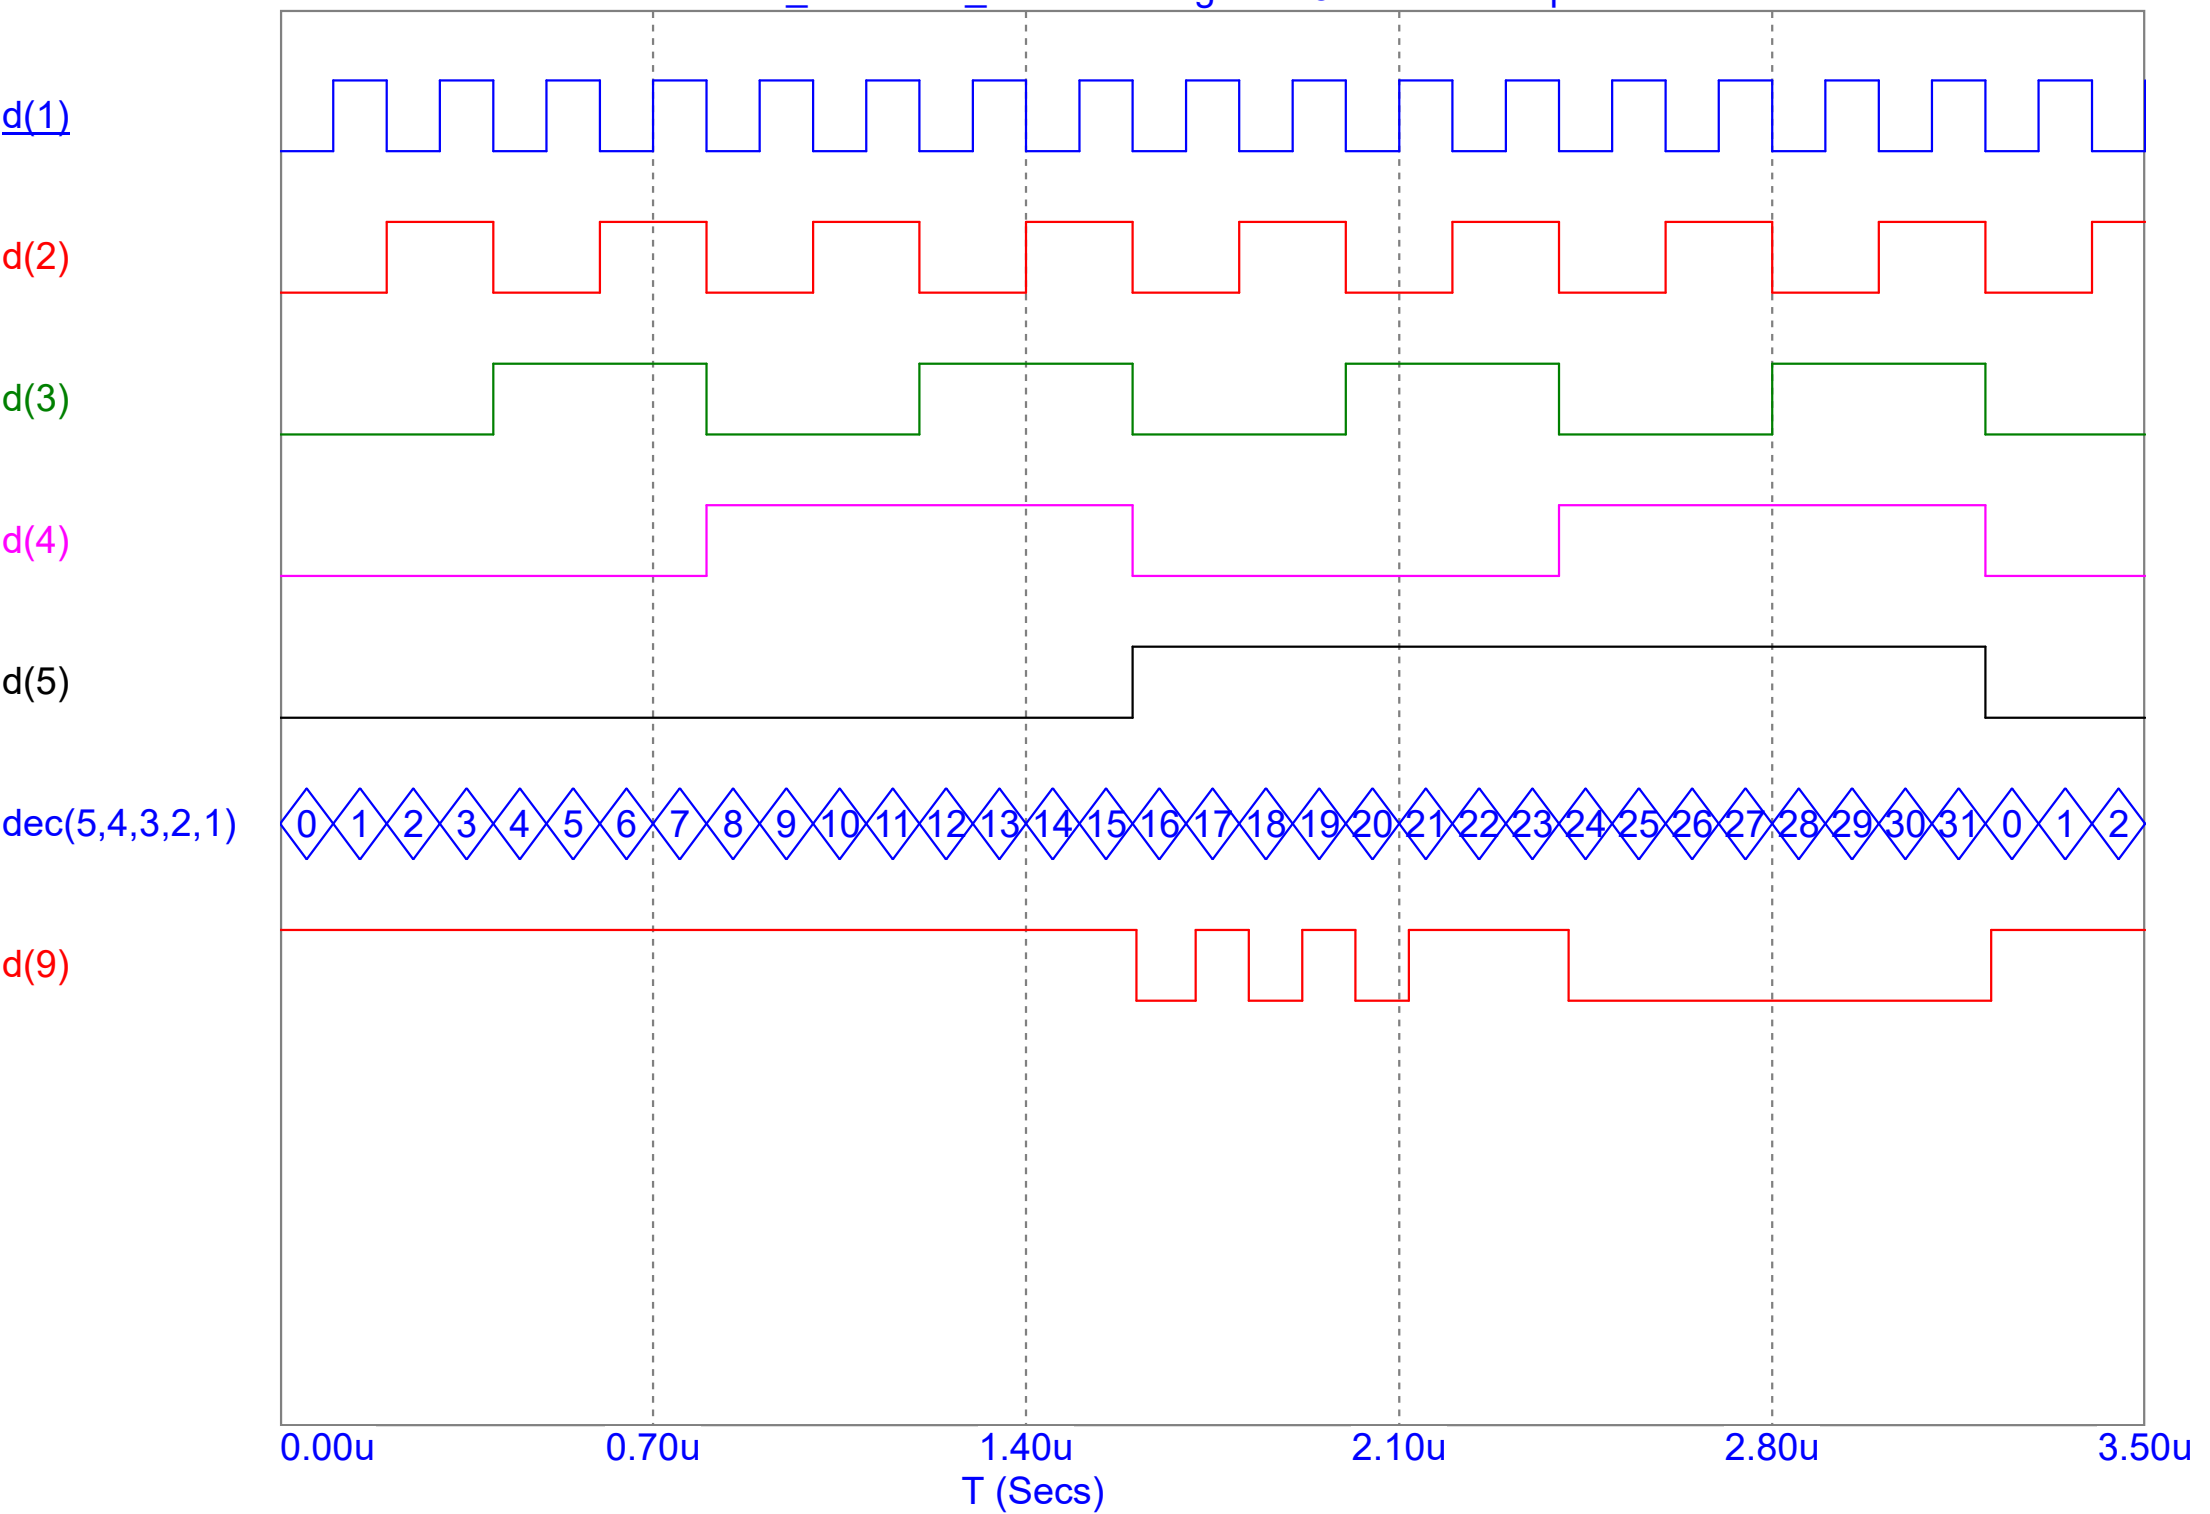 d(1)
d(2)
d(3)
d(4)
d(5)
dec(5,4,3,2,1) 0 1 2 3 4 5 6 7 8 9 10 11 12 13 14 15 16 17 18 19 20 21 22 23 24 25 26 27 28 29 30 31 0 1 2
d(9)
0.00u 0.70u 1.40u 2.10u 2.80u 3.50u
T (Secs)